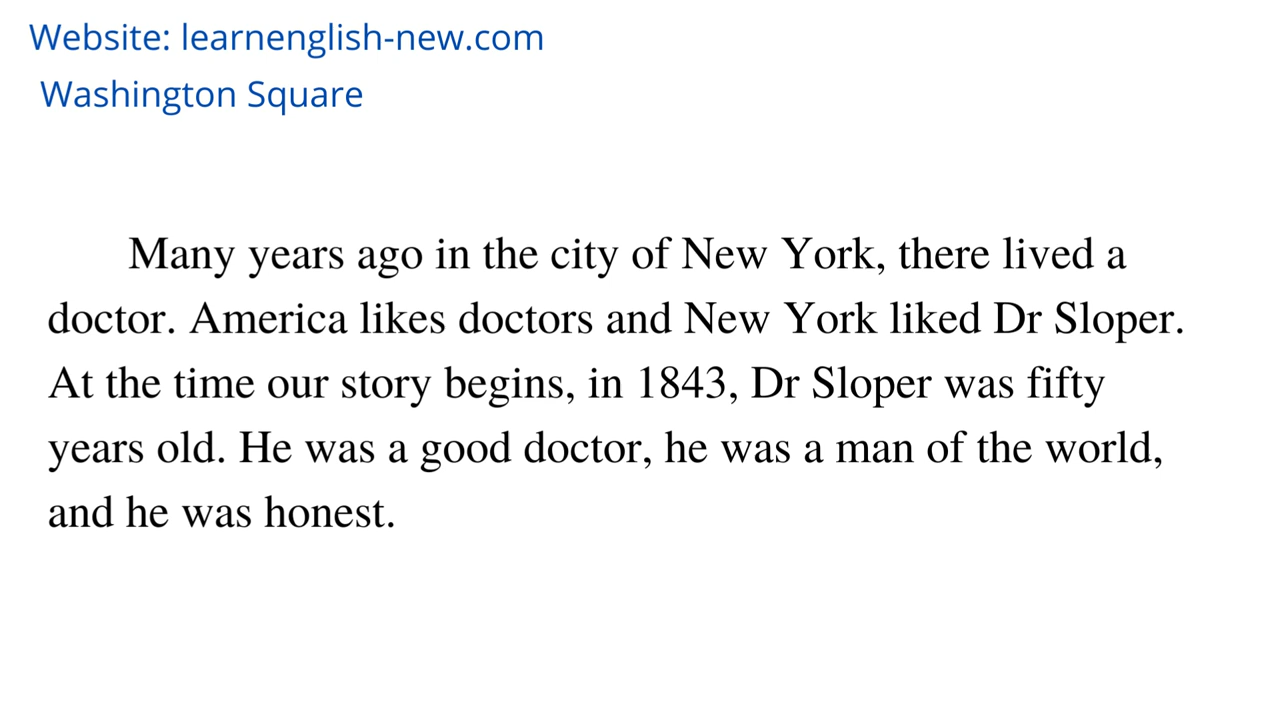 Website: learnenglish-new.com
Washington Square
Many years ago in the city of New York, there lived a
doctor. America likes doctors and New York liked Dr Sloper.
At the time our story begins, in 1843, Dr Sloper was fifty
years old. He was a good doctor, he was a man of the world,
and he was honest.